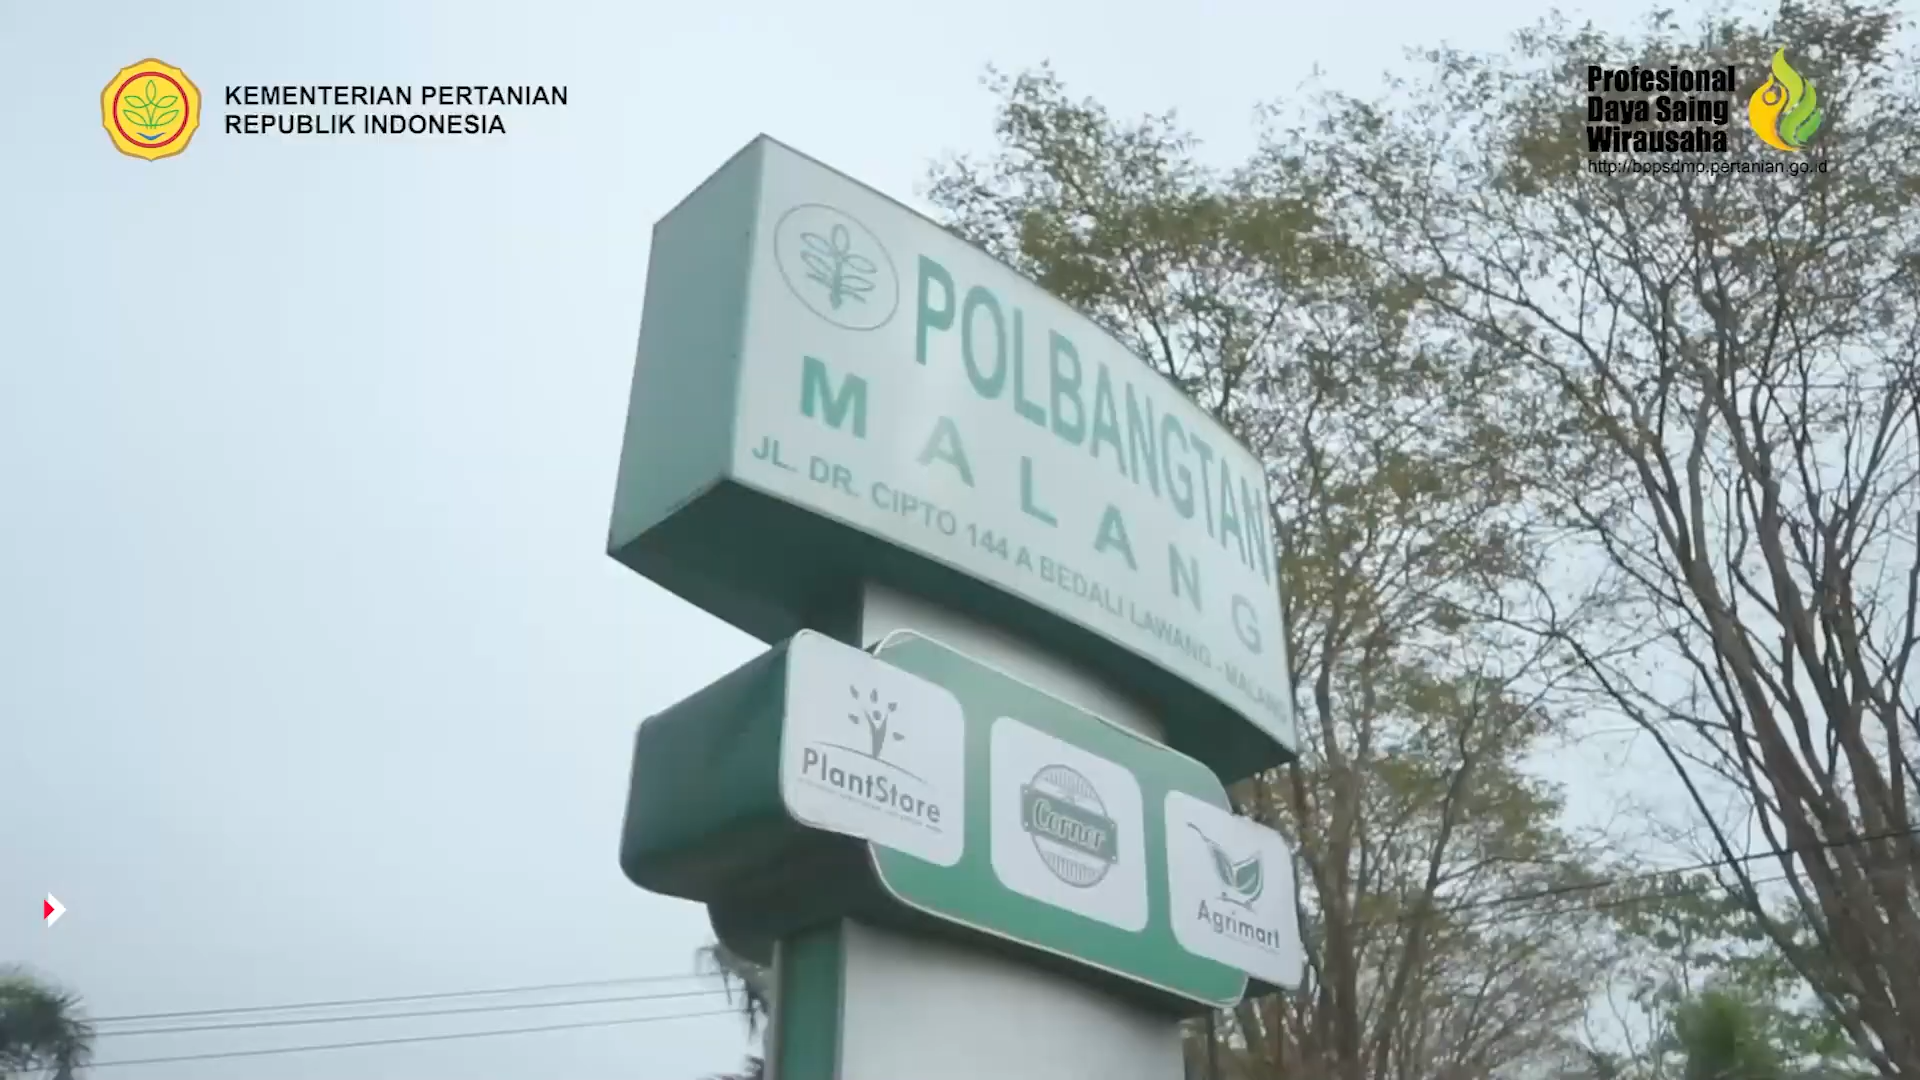 KEMENTERIAN PERTANIAN
REPUBLIK INDONESIA
Profesional
Daya Saing
Wirausaha
http://bppsdmp.pertanian.go.id
POLBANGTAN
MALANG
JL. DR. CIPTO 144 A BEDALI LAWANG - MALANG
PlantStore
Corner
Agrimart